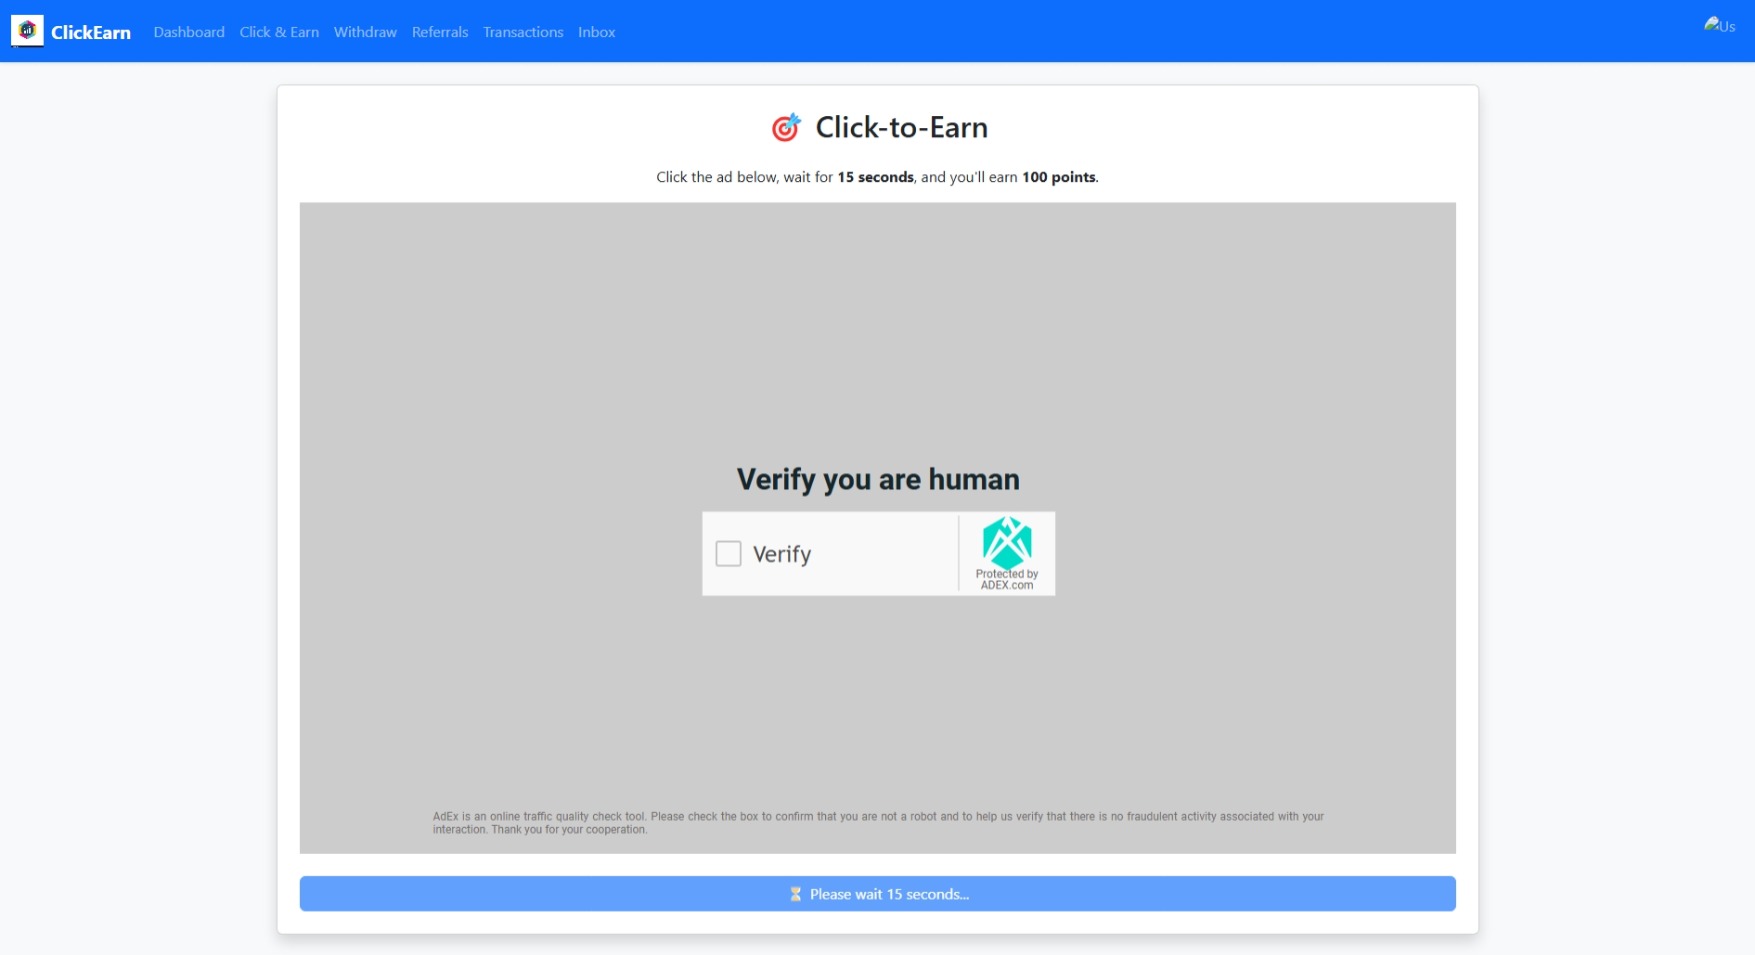 ClickEarn Dashboard Click & Earn Withdraw Referrals Transactions Inbox Us
🎯 Click-to-Earn
Click the ad below, wait for 15 seconds, and you'll earn 100 points.
Verify you are human
Verify
Protected by
ADEX.com
AdEx is an online traffic quality check tool. Please check the box to confirm that you are not a robot and to help us verify that there is no fraudulent activity associated with your
interaction. Thank you for your cooperation.
⏳ Please wait 15 seconds...